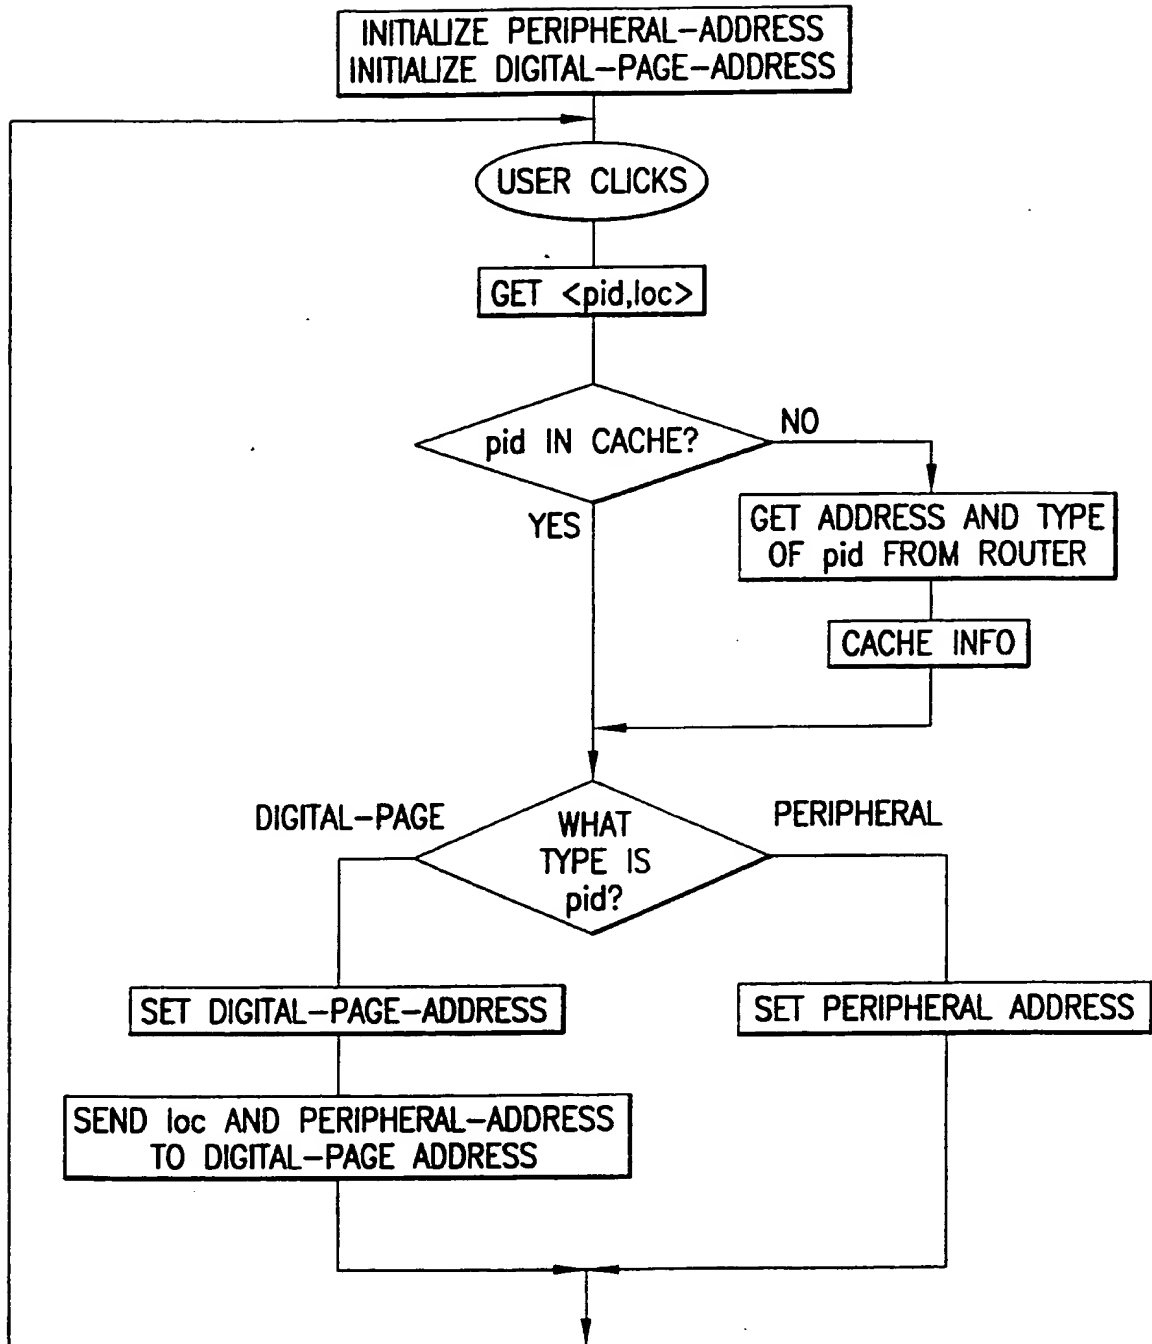 INITIALIZE PERIPHERAL-ADDRESS
INITIALIZE DIGITAL-PAGE-ADDRESS
USER CLICKS
GET <pid,loc>
pid IN CACHE?
NO
YES
GET ADDRESS AND TYPE
OF pid FROM ROUTER
CACHE INFO
DIGITAL-PAGE
WHAT
TYPE IS
pid?
PERIPHERAL
SET DIGITAL-PAGE-ADDRESS
SET PERIPHERAL ADDRESS
SEND loc AND PERIPHERAL-ADDRESS
TO DIGITAL-PAGE ADDRESS